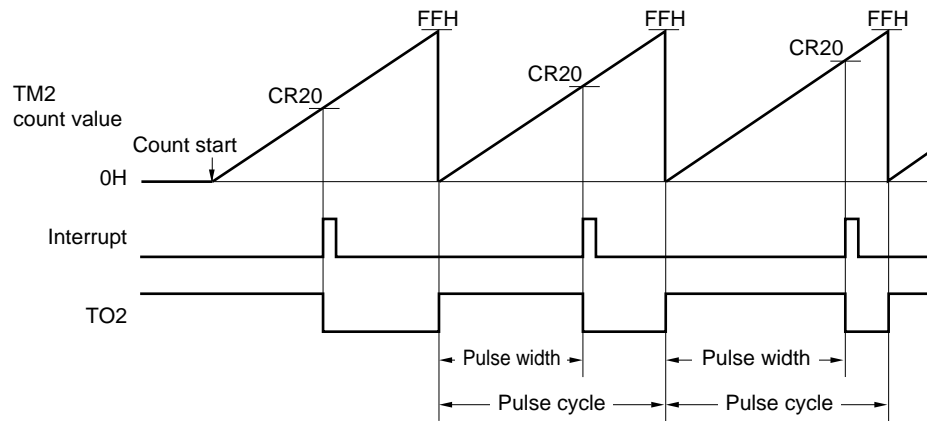 FFH
FFH
FFH
CR20
CR20
CR20
TM2
count value
Count start
0H
Interrupt
TO2
Pulse width
Pulse width
Pulse cycle
Pulse cycle